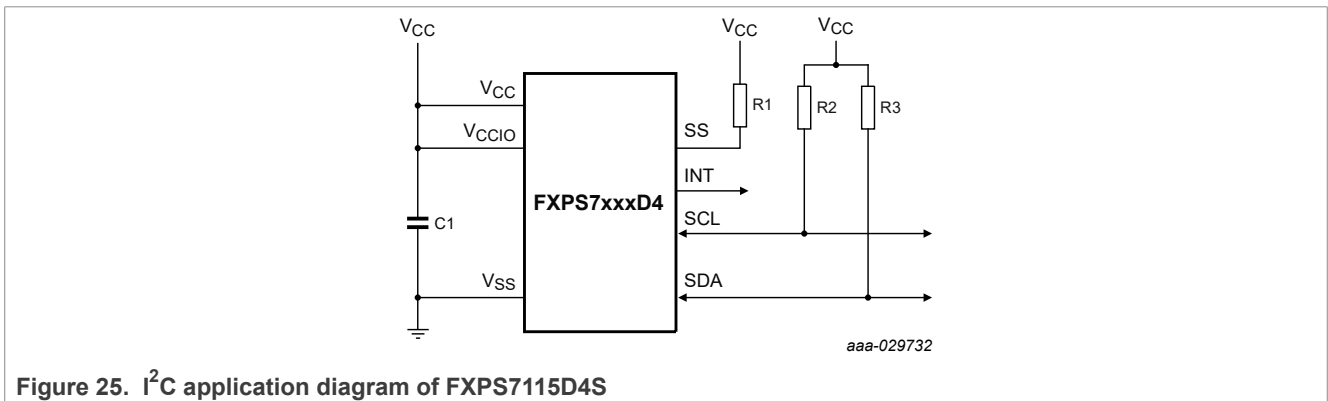 VCC VCC VCC
VCC
R1 R2 R3
VCCIO SS
INT
FXPS7xxxD4
C1 SCL
VSS SDA
aaa-029732
Figure 25. I2C application diagram of FXPS7115D4S